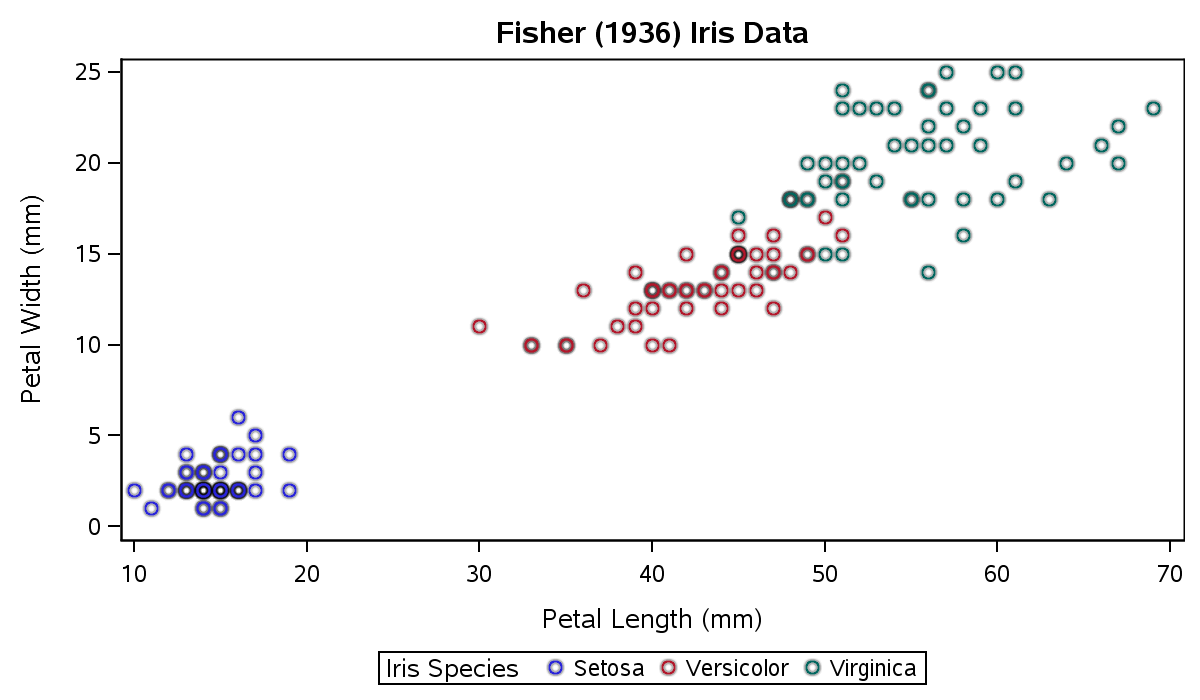 Fisher (1936) Iris Data
Petal Width (mm)
25
20
15
10
5
0
10 20 30 40 50 60 70
Petal Length (mm)
Iris Species Setosa Versicolor Virginica